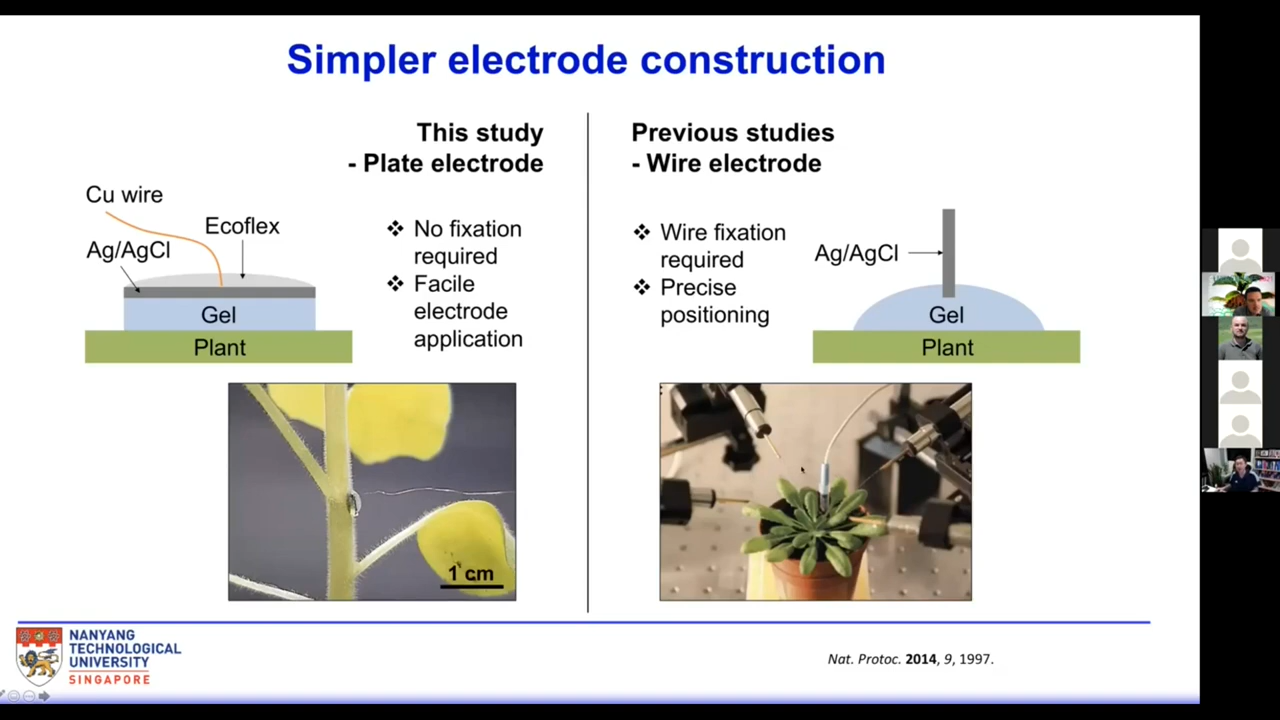 Simpler electrode construction
This study
- Plate electrode
Cu wire
Ecoflex
Ag/AgCl
Gel
Plant
❖ No fixation
required
❖ Facile
electrode
application
1 cm
Previous studies
- Wire electrode
❖ Wire fixation
required
❖ Precise
positioning
Ag/AgCl
Gel
Plant
NANYANG
TECHNOLOGICAL
UNIVERSITY
SINGAPORE
Nat. Protoc. 2014, 9, 1997.